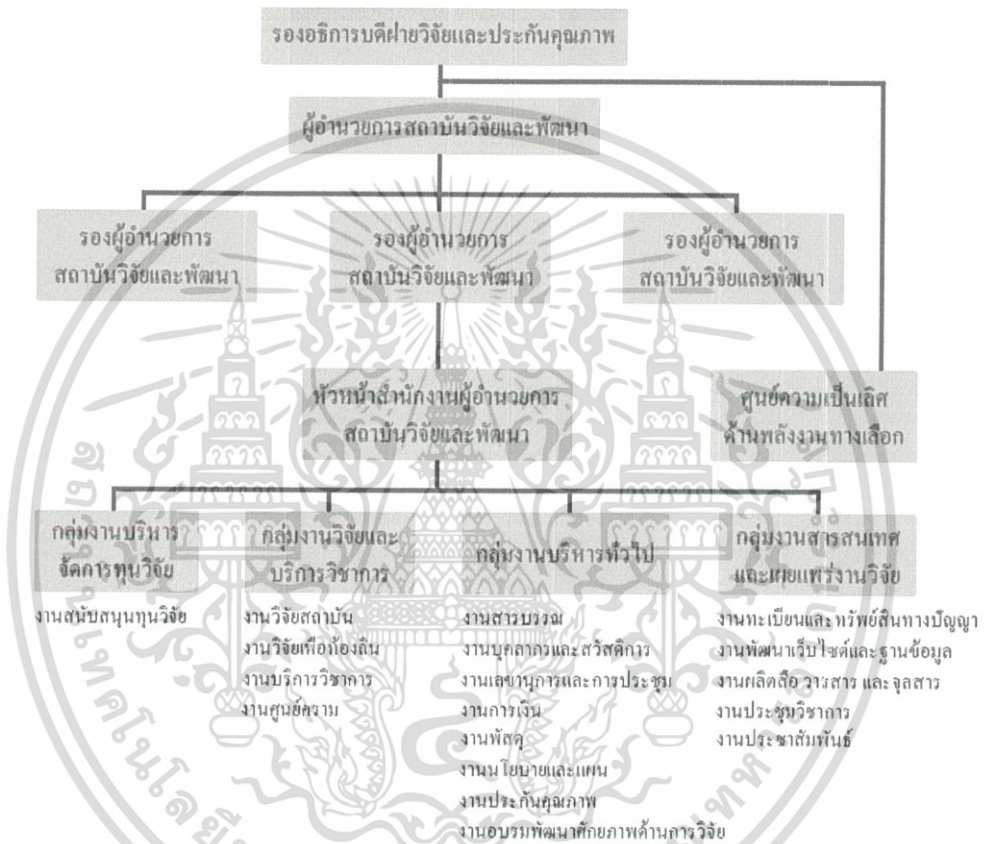 รองอธิการบดีฝ่ายวิจัยและประกันคุณภาพ
ผู้อำนวยการสถาบันวิจัยและพัฒนา
รองผู้อำนวยการ
สถาบันวิจัยและพัฒนา
รองผู้อำนวยการ
สถาบันวิจัยและพัฒนา
รองผู้อำนวยการ
สถาบันวิจัยและพัฒนา
หัวหน้าสำนักงานผู้อำนวยการ
สถาบันวิจัยและพัฒนา
ศูนย์ความเป็นเลิศ
ด้านพลังงานทางเลือก
กลุ่มงานบริหาร
จัดการทุนวิจัย
งานสนับสนุนทุนวิจัย
กลุ่มงานวิจัยและ
บริการวิชาการ
งานวิจัยสถาบัน
งานวิจัยเพื่อท้องถิ่น
งานบริการวิชาการ
งานศูนย์คราม
กลุ่มงานบริหารทั่วไป
งานสารบรรณ
งานบุคลากรและสวัสดิการ
งานเลขานุการและการประชุม
งานการเงิน
งานพัสดุ
งานนโยบายและแผน
งานประกันคุณภาพ
งานอบรมพัฒนาศักยภาพด้านการวิจัย
กลุ่มงานสารสนเทศ
และเผยแพร่งานวิจัย
งานทะเบียนและทรัพย์สินทางปัญญา
งานพัฒนาเว็บไซต์และฐานข้อมูล
งานผลิตสื่อ วารสาร และจุลสาร
งานประชุมวิชาการ
งานประชาสัมพันธ์